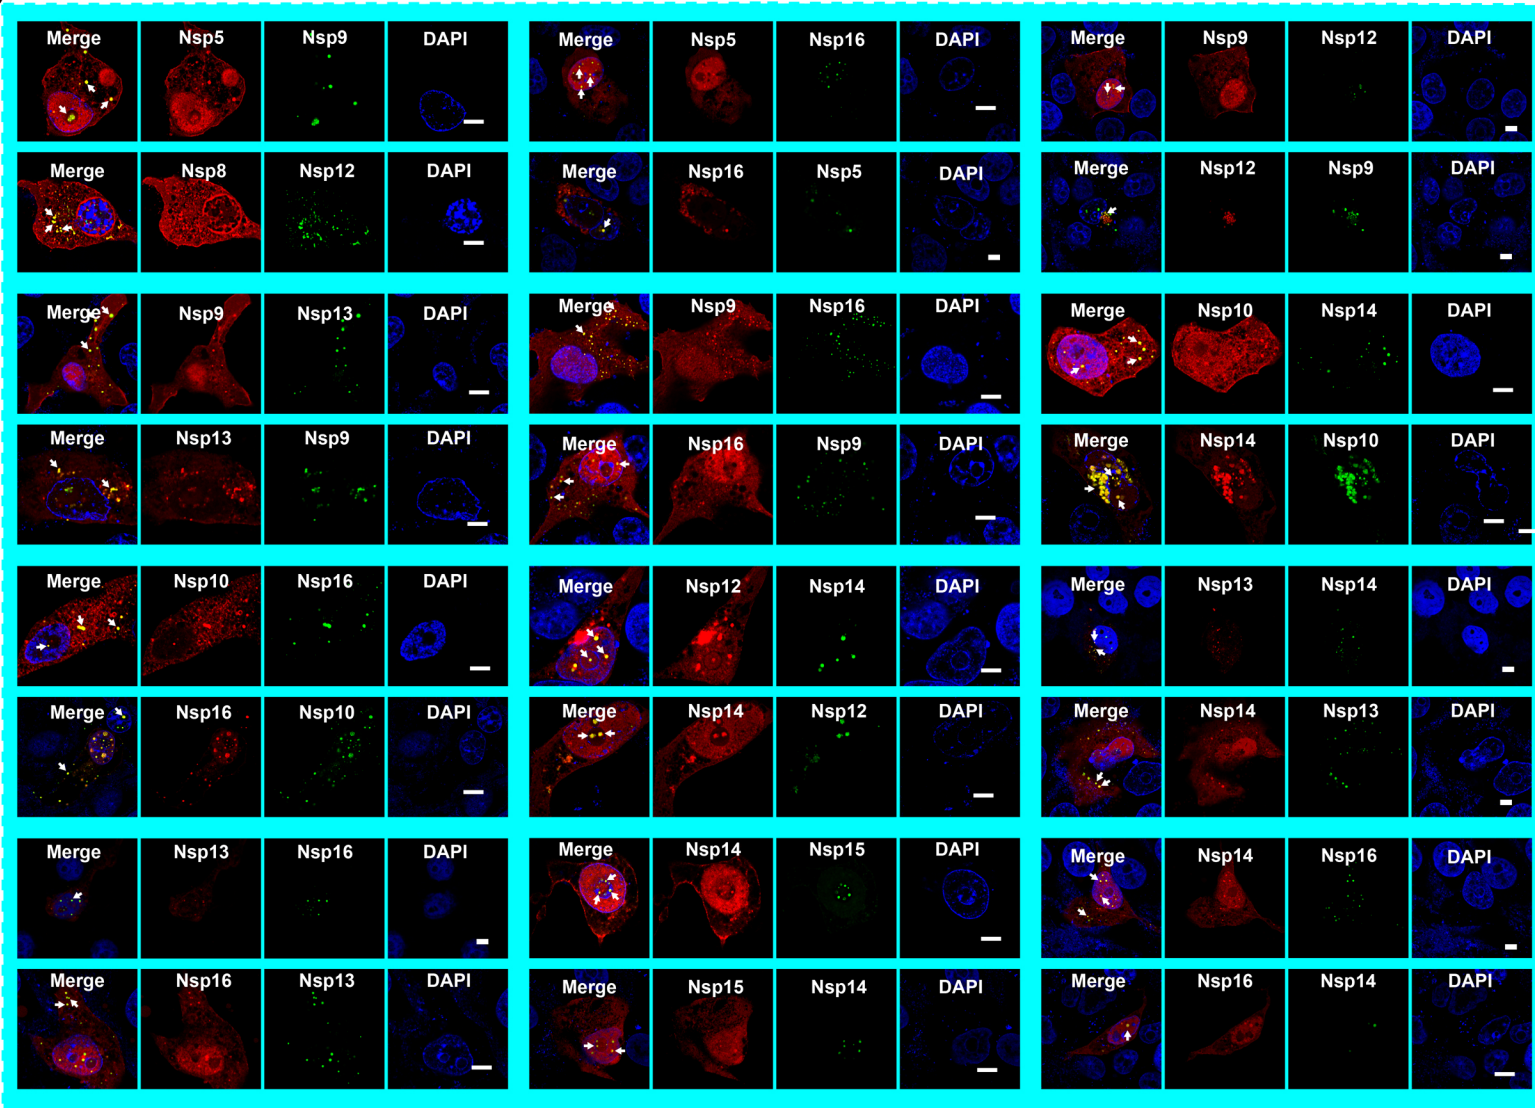 Merge Nsp5 Nsp9 DAPI
Merge Nsp5 Nsp16 DAPI
Merge Nsp9 Nsp12 DAPI
Merge Nsp8 Nsp12 DAPI
Merge Nsp16 Nsp5 DAPI
Merge Nsp12 Nsp9 DAPI
Merge Nsp9 Nsp13 DAPI
Merge Nsp9 Nsp16 DAPI
Merge Nsp10 Nsp14 DAPI
Merge Nsp13 Nsp9 DAPI
Merge Nsp16 Nsp9 DAPI
Merge Nsp14 Nsp10 DAPI
Merge Nsp10 Nsp16 DAPI
Merge Nsp12 Nsp14 DAPI
Merge Nsp13 Nsp14 DAPI
Merge Nsp16 Nsp10 DAPI
Merge Nsp14 Nsp12 DAPI
Merge Nsp14 Nsp13 DAPI
Merge Nsp13 Nsp16 DAPI
Merge Nsp14 Nsp15 DAPI
Merge Nsp14 Nsp16 DAPI
Merge Nsp16 Nsp13 DAPI
Merge Nsp15 Nsp14 DAPI
Merge Nsp16 Nsp14 DAPI